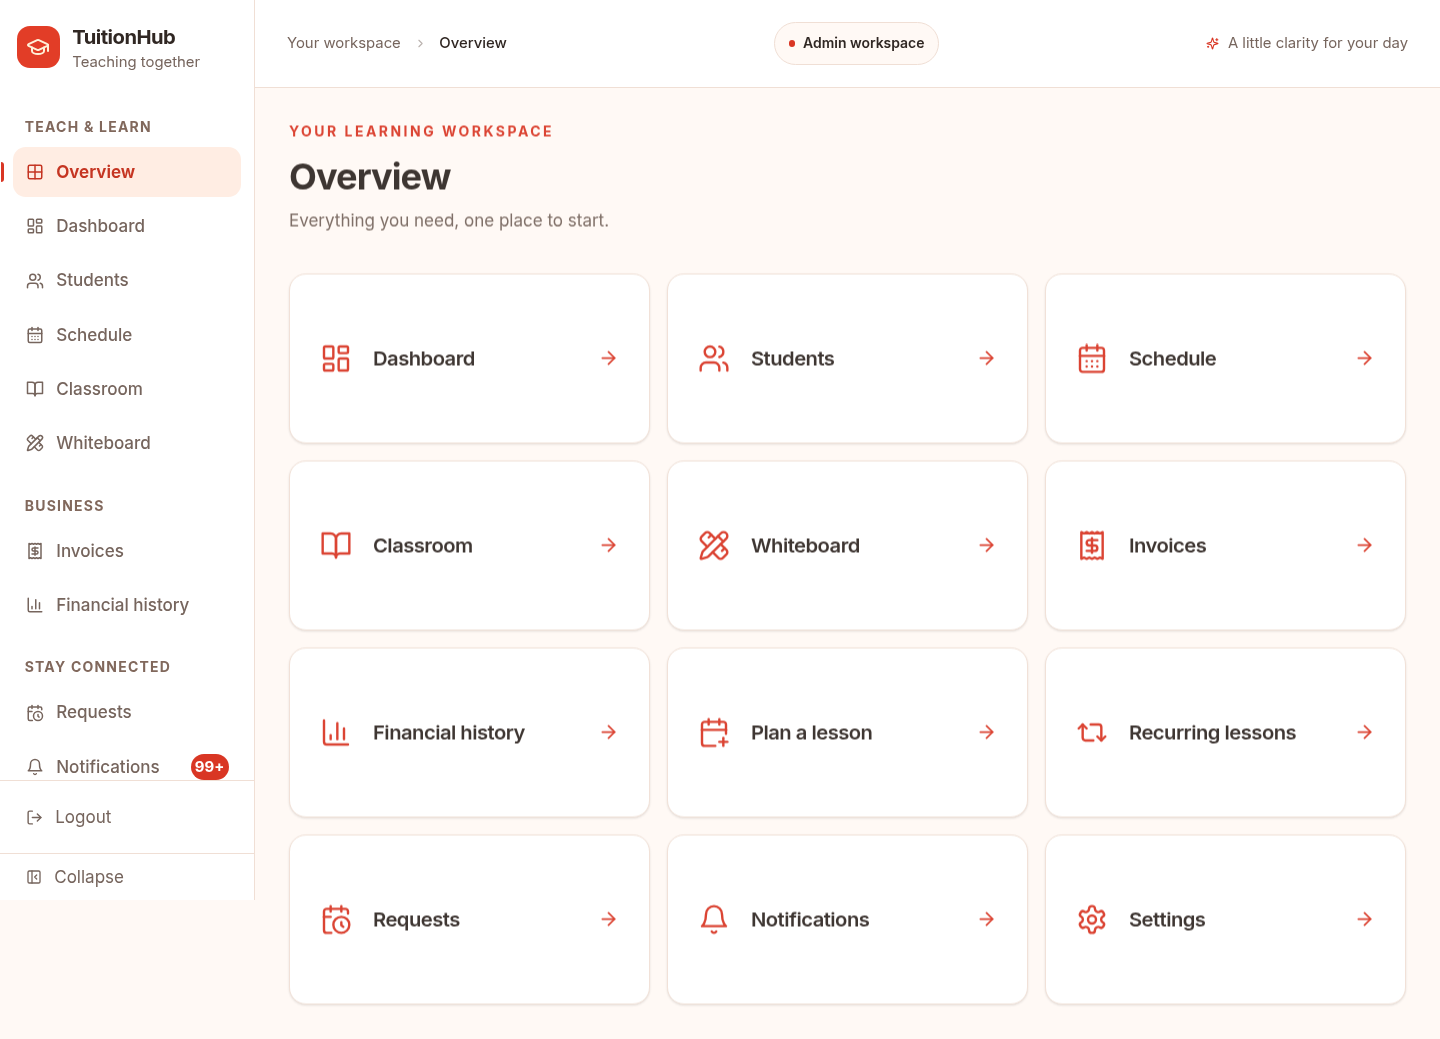 TuitionHub
Teaching together
TEACH & LEARN
Overview
Dashboard
Students
Schedule
Classroom
Whiteboard
BUSINESS
Invoices
Financial history
STAY CONNECTED
Requests
Notifications 99+
Logout
Collapse
Your workspace > Overview
Admin workspace
A little clarity for your day
YOUR LEARNING WORKSPACE
Overview
Everything you need, one place to start.
Dashboard
Students
Schedule
Classroom
Whiteboard
Invoices
Financial history
Plan a lesson
Recurring lessons
Requests
Notifications
Settings